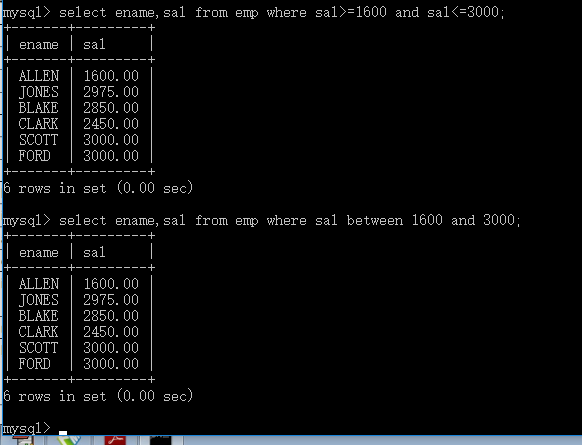 mysql> select ename,sal from emp where sal>=1600 and sal<=3000;
+-------+---------+
| ename | sal     |
+-------+---------+
| ALLEN | 1600.00 |
| JONES | 2975.00 |
| BLAKE | 2850.00 |
| CLARK | 2450.00 |
| SCOTT | 3000.00 |
| FORD  | 3000.00 |
+-------+---------+
6 rows in set (0.00 sec)
mysql> select ename,sal from emp where sal between 1600 and 3000;
+-------+---------+
| ename | sal     |
+-------+---------+
| ALLEN | 1600.00 |
| JONES | 2975.00 |
| BLAKE | 2850.00 |
| CLARK | 2450.00 |
| SCOTT | 3000.00 |
| FORD  | 3000.00 |
+-------+---------+
6 rows in set (0.00 sec)
mysql>